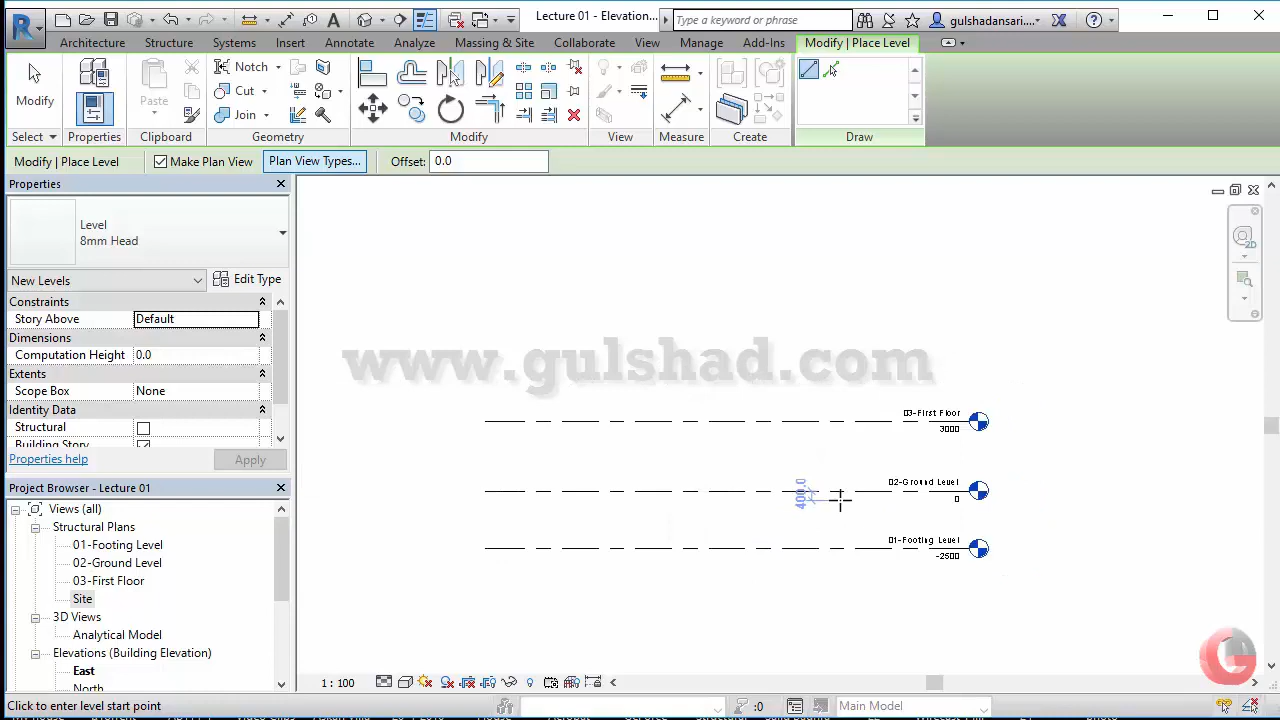 Lecture 01 - Elevation...
Type a keyword or phrase
gulshadansari....
Architecture
Structure
Systems
Insert
Annotate
Analyze
Massing & Site
Collaborate
View
Manage
Add-Ins
Modify | Place Level
Modify
Paste
Notch
Cut
Join
Select
Properties
Clipboard
Geometry
Modify
View
Measure
Create
Draw
Modify | Place Level
Make Plan View
Plan View Types...
Offset: 0.0
Properties
Level
8mm Head
New Levels
Edit Type
Constraints
Story Above Default
Dimensions
Computation Height 0.0
Extents
Scope Box None
Identity Data
Structural
Building Story
Properties help
Apply
Project Browser - Lecture 01
Views (all)
Structural Plans
01-Footing Level
02-Ground Level
03-First Floor
Site
3D Views
Analytical Model
Elevations (Building Elevation)
East
North
www.gulshad.com
03-First Floor
3000
02-Ground Level
0
400.0
01-Footing Level
-2500
2D
1 : 100
Click to enter level start point
:0
Main Model